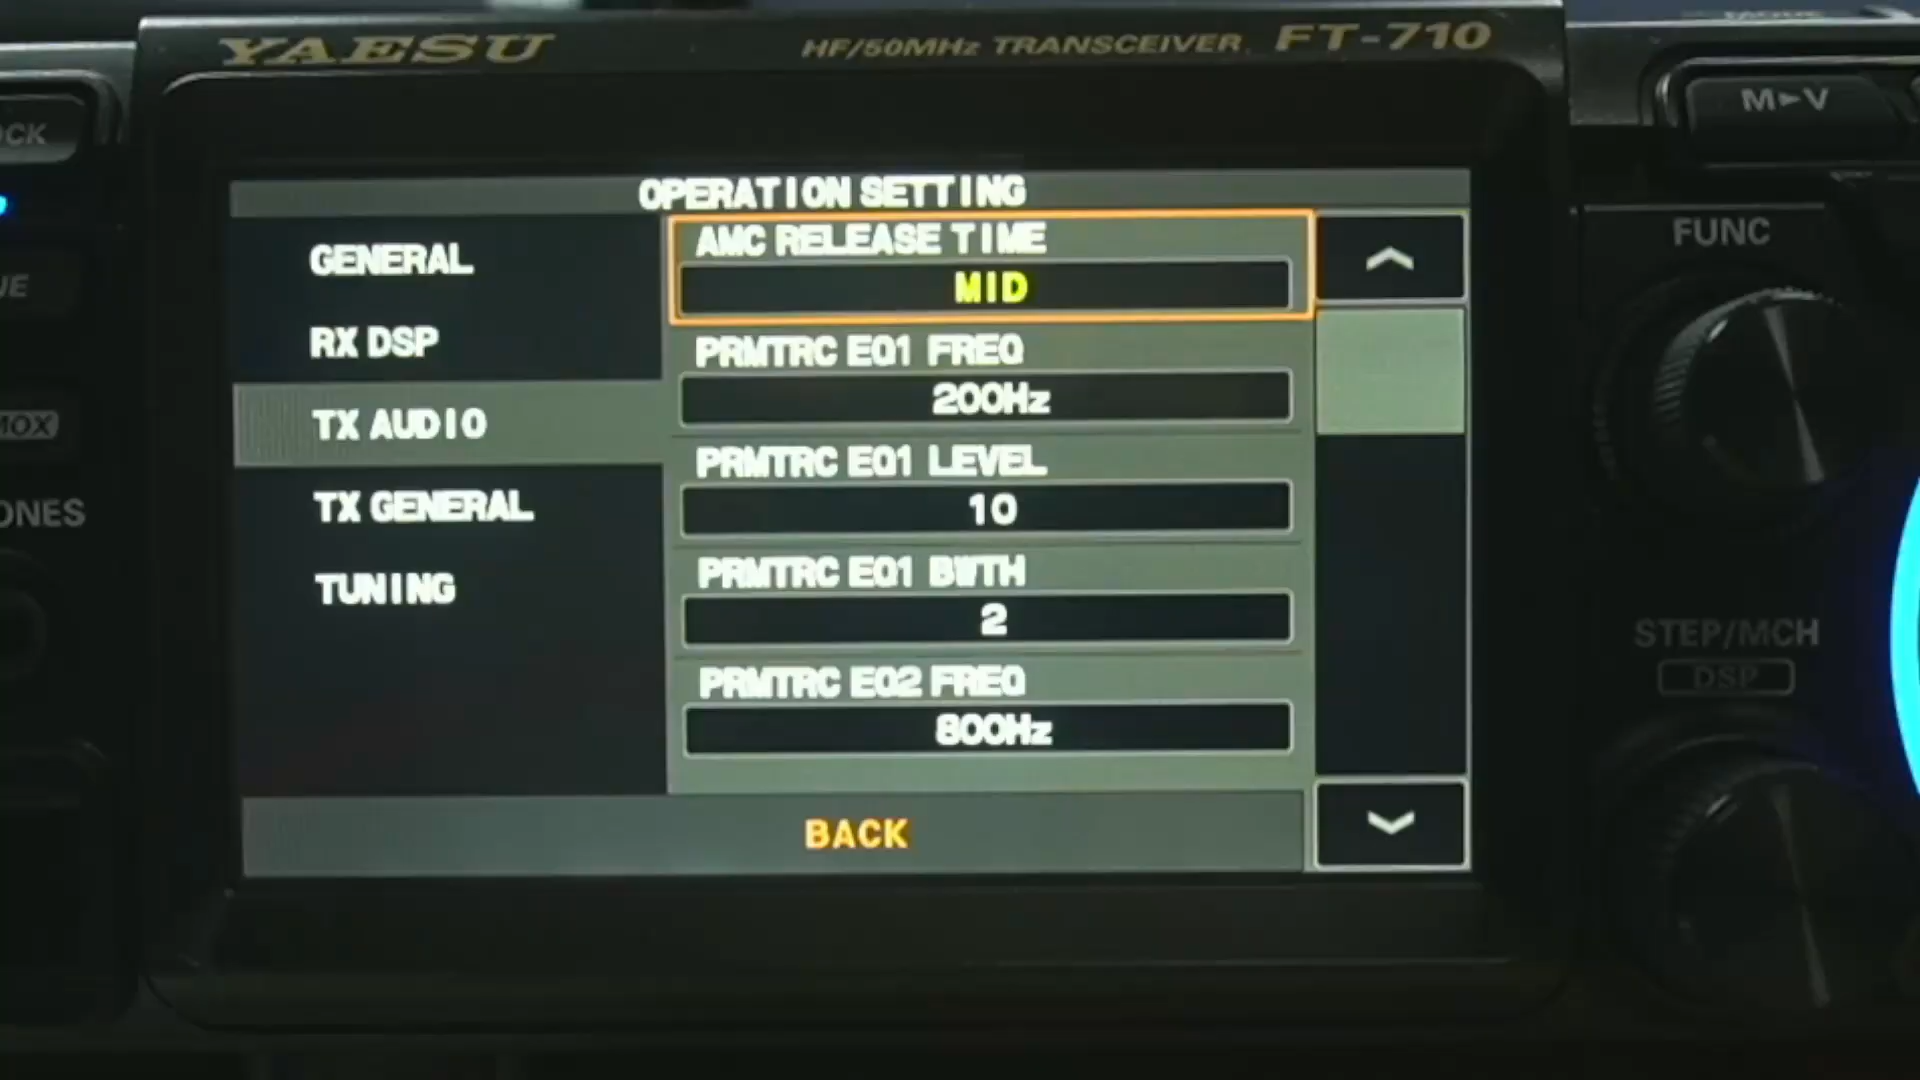 YAESU
HF/50MHz TRANSCEIVER FT-710
M►V
OCK
OPERATION SETTING
GENERAL
RX DSP
TX AUDIO
TX GENERAL
TUNING
AMC RELEASE TIME
MID
PRMTRC EQ1 FREQ
200Hz
PRMTRC EQ1 LEVEL
10
PRMTRC EQ1 BWTH
2
PRMTRC EQ2 FREQ
800Hz
BACK
FUNC
STEP/MCH
DSP
MOX
ONES